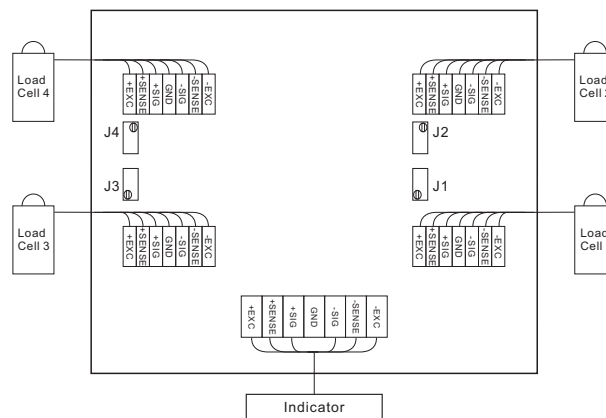 Load
Cell 4
+EXC
+SENSE
+SIG
GND
-SIG
-SENSE
-EXC
+EXC
+SENSE
+SIG
GND
-SIG
-SENSE
-EXC
Load
Cell
J4
J2
J3
J1
Load
Cell 3
+EXC
+SENSE
+SIG
GND
-SIG
-SENSE
-EXC
+EXC
+SENSE
+SIG
GND
-SIG
-SENSE
-EXC
Load
Cell
+EXC
+SENSE
+SIG
GND
-SIG
-SENSE
-EXC
Indicator